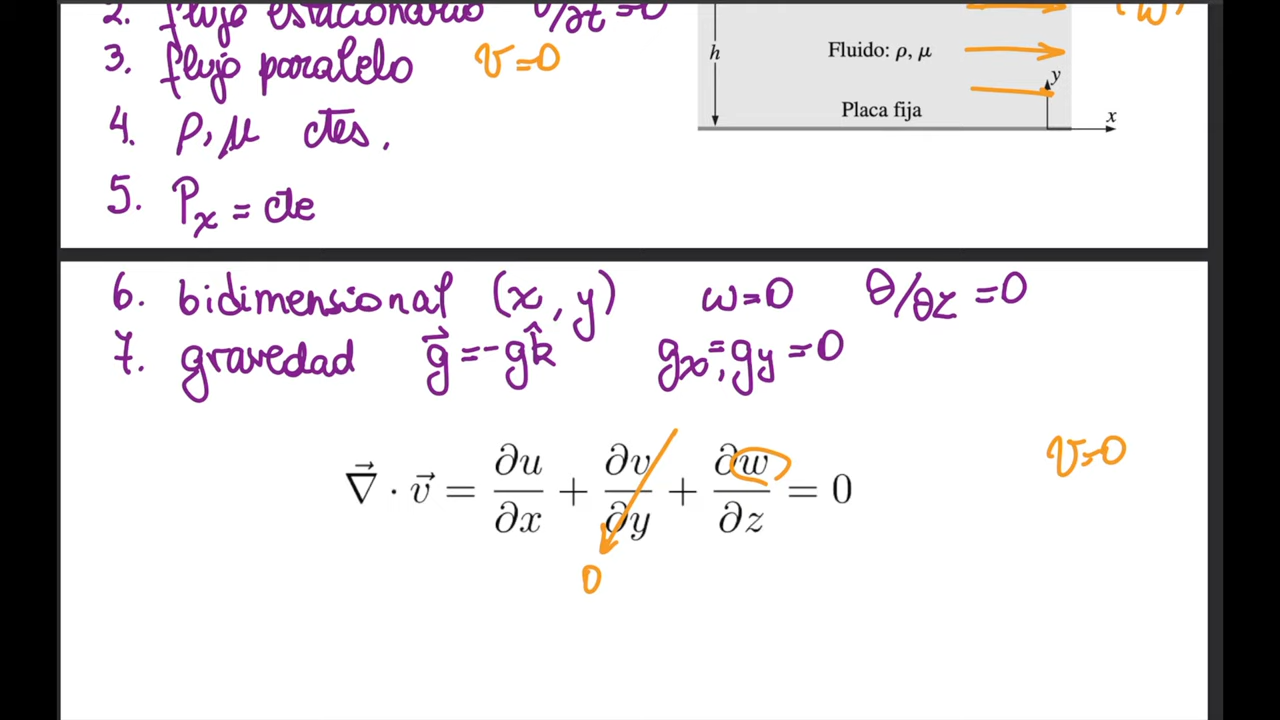 2. flujo estacionario ∂/∂t = 0
3. flujo paralelo v=0
h
Fluido: ρ, μ
y
4. ρ, μ ctes.
Placa fija
x
5. Pₓ = cte
6. bidimensional (x, y) w=0 ∂/∂z = 0
7. gravedad g⃗ = -gk̂ gx=; gy = 0
∇⃗ · v⃗ = ∂u/∂x + ∂v/∂y + ∂w/∂z = 0
v=0
0